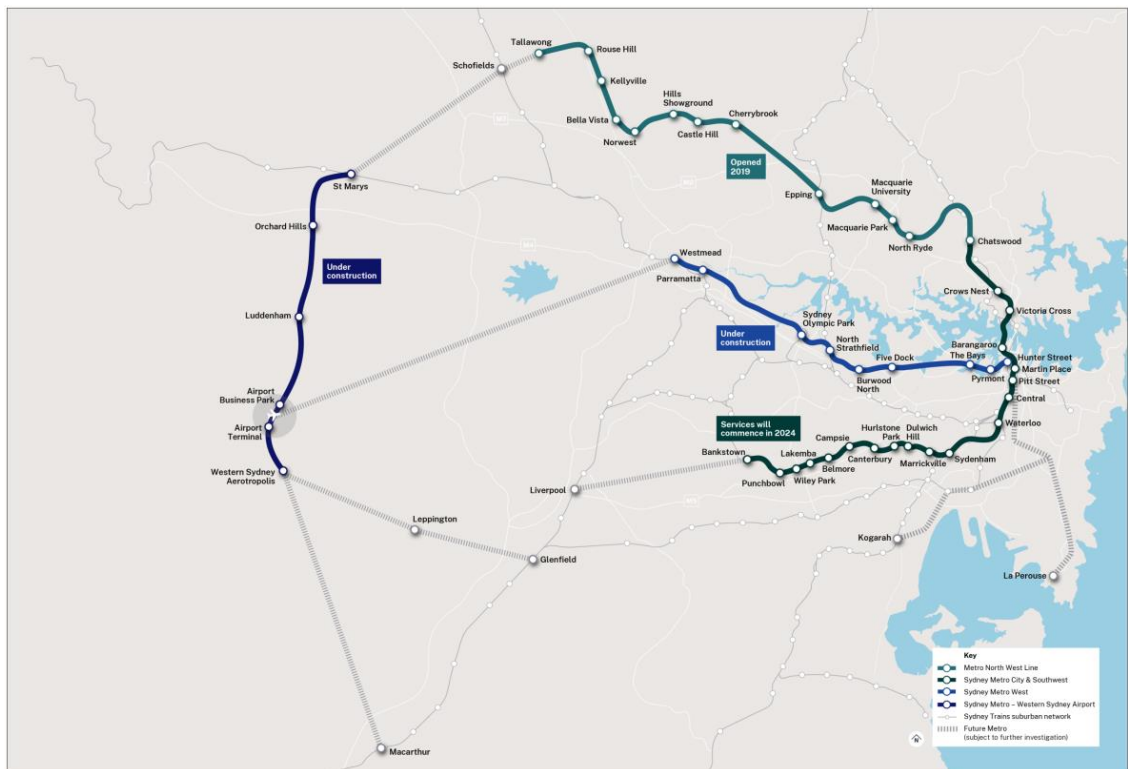 Tallawong
Rouse Hill
Schofields
Kellyville
Hills
Showground
Cherrybrook
Bella Vista
Castle Hill
Norwest
Opened
2019
St Marys
Macquarie
University
Epping
Orchard Hills
Macquarie Park
North Ryde
Chatswood
Westmead
Under
construction
Parramatta
Crows Nest
Victoria Cross
Luddenham
Sydney
Olympic Park
Under
construction
North
Strathfield
Barangaroo
Five Dock
The Bays
Hunter Street
Martin Place
Burwood
North
Pyrmont
Pitt Street
Airport
Business Park
Central
Airport
Terminal
Services will
commence in 2024
Hurlstone
Park
Dulwich
Hill
Waterloo
Campsie
Bankstown
Lakemba
Canterbury
Belmore
Marrickville
Sydenham
Punchbowl
Wiley Park
Western Sydney
Aerotropolis
Liverpool
Leppington
Kogarah
Glenfield
La Perouse
Macarthur
Key
Metro North West Line
Sydney Metro City & Southwest
Sydney Metro West
Sydney Metro – Western Sydney Airport
Sydney Trains suburban network
Future Metro
(subject to further investigation)
N